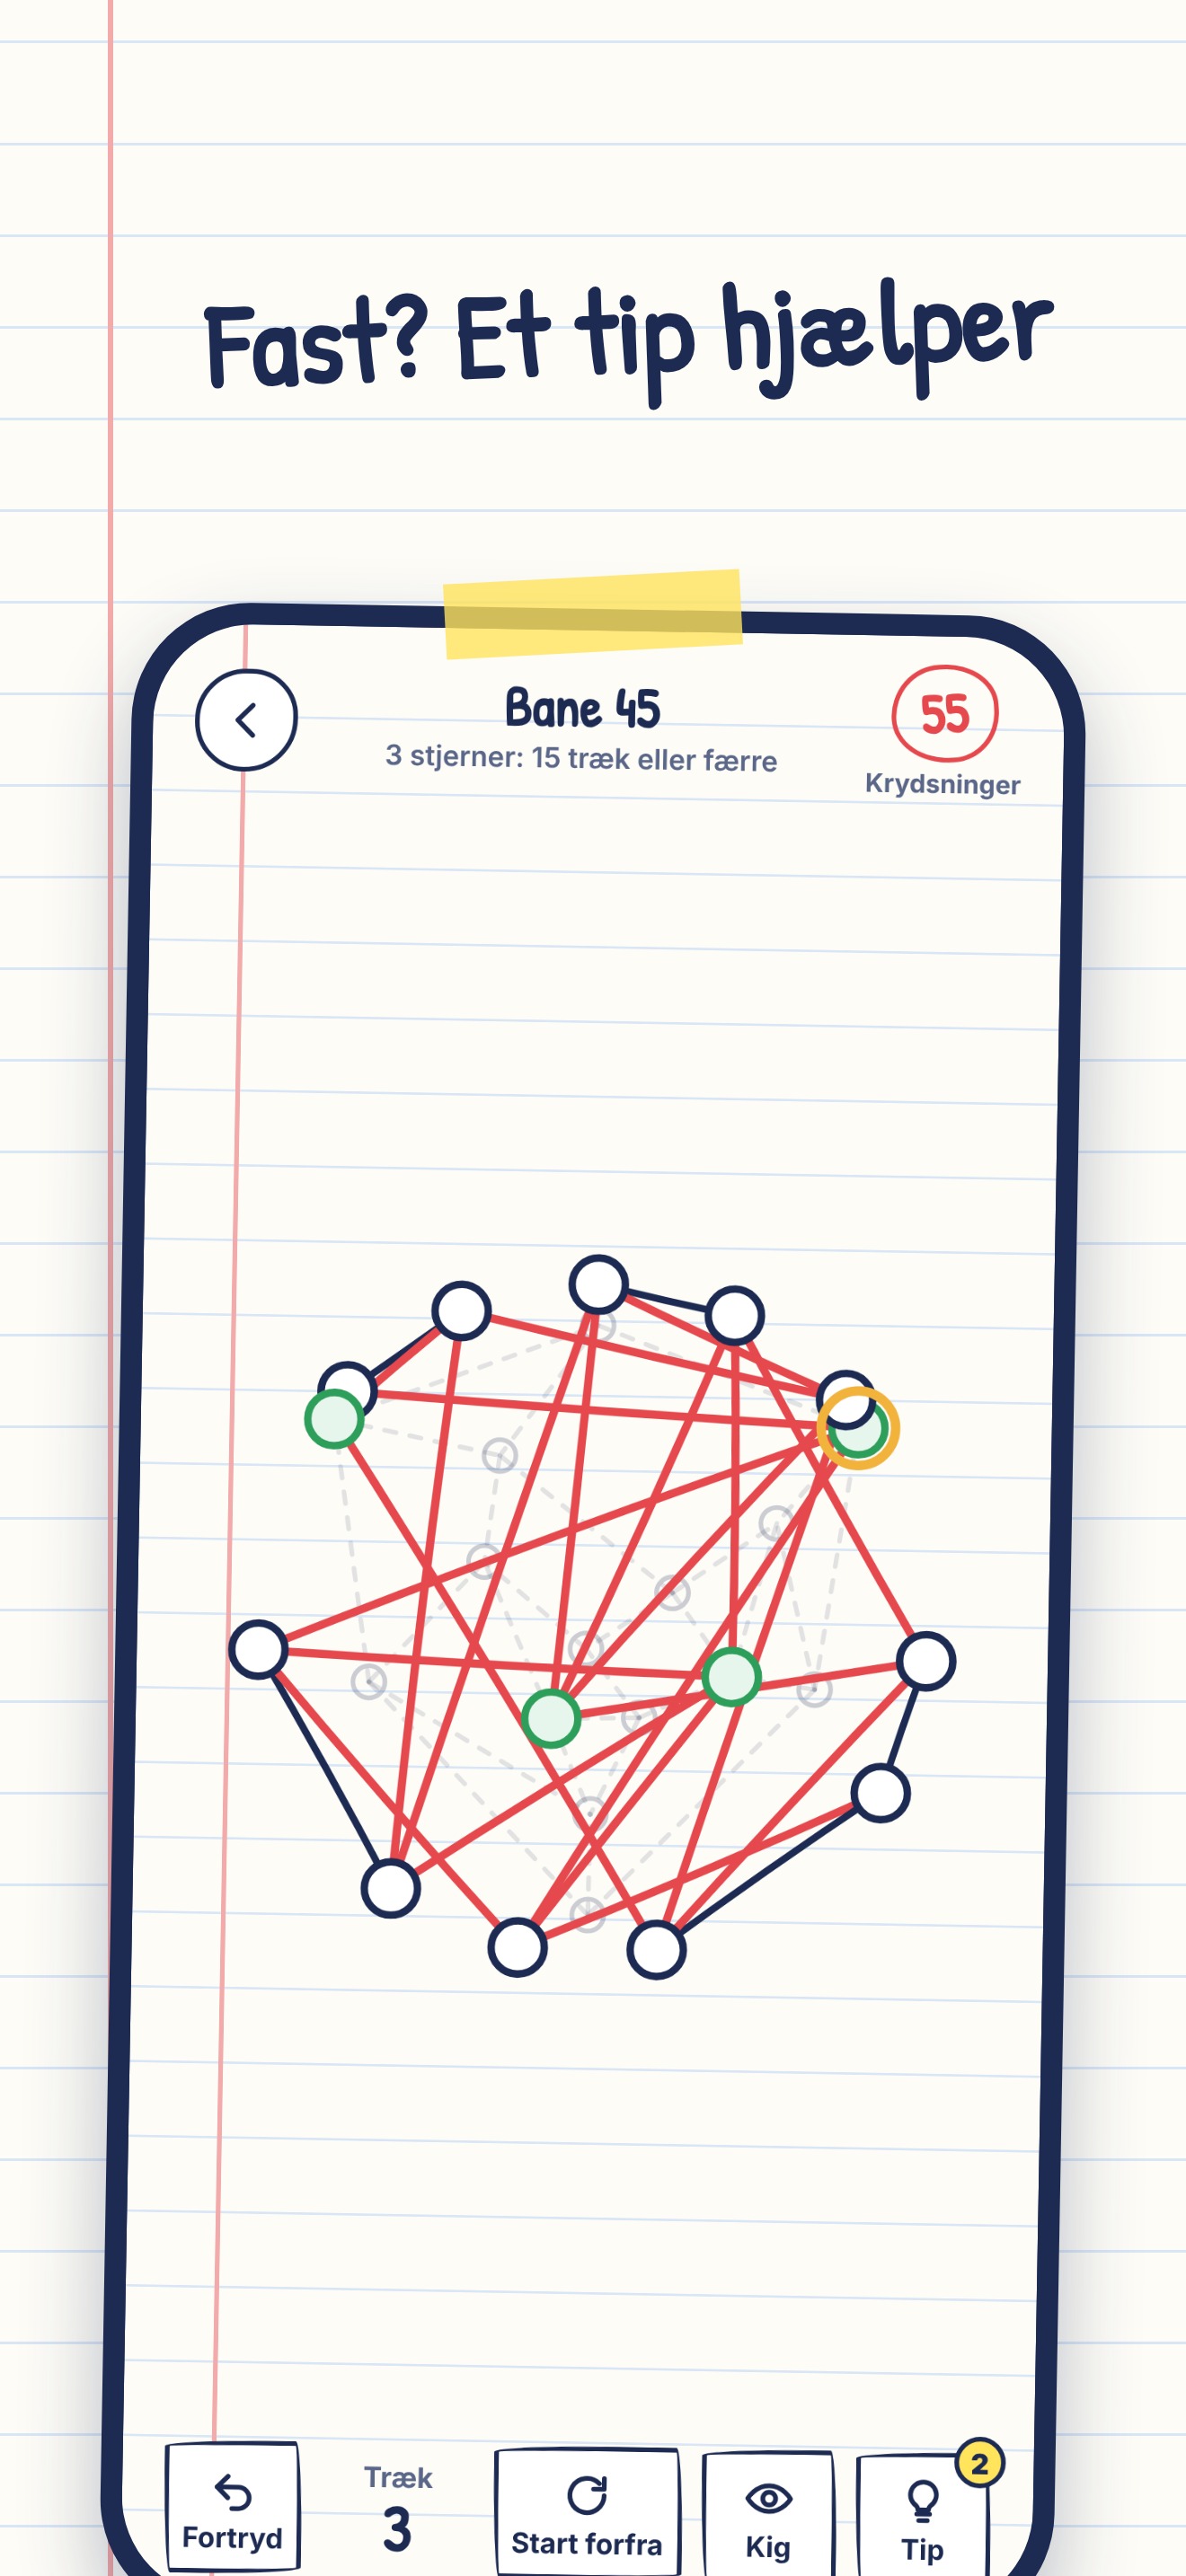 Fast? Et tip hjælper
Bane 45
3 stjerner: 15 træk eller færre
55
Krydsninger
Fortryd
Træk
3
Start forfra
Kig
2
Tip